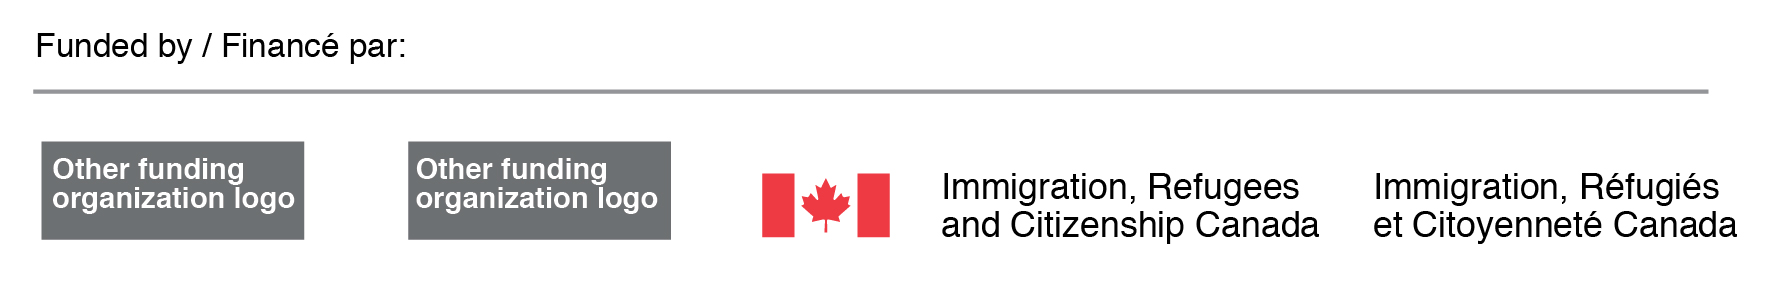 Funded by / Financé par:
Other funding
organization logo
Other funding
organization logo
Immigration, Refugees
and Citizenship Canada
Immigration, Réfugiés
et Citoyenneté Canada